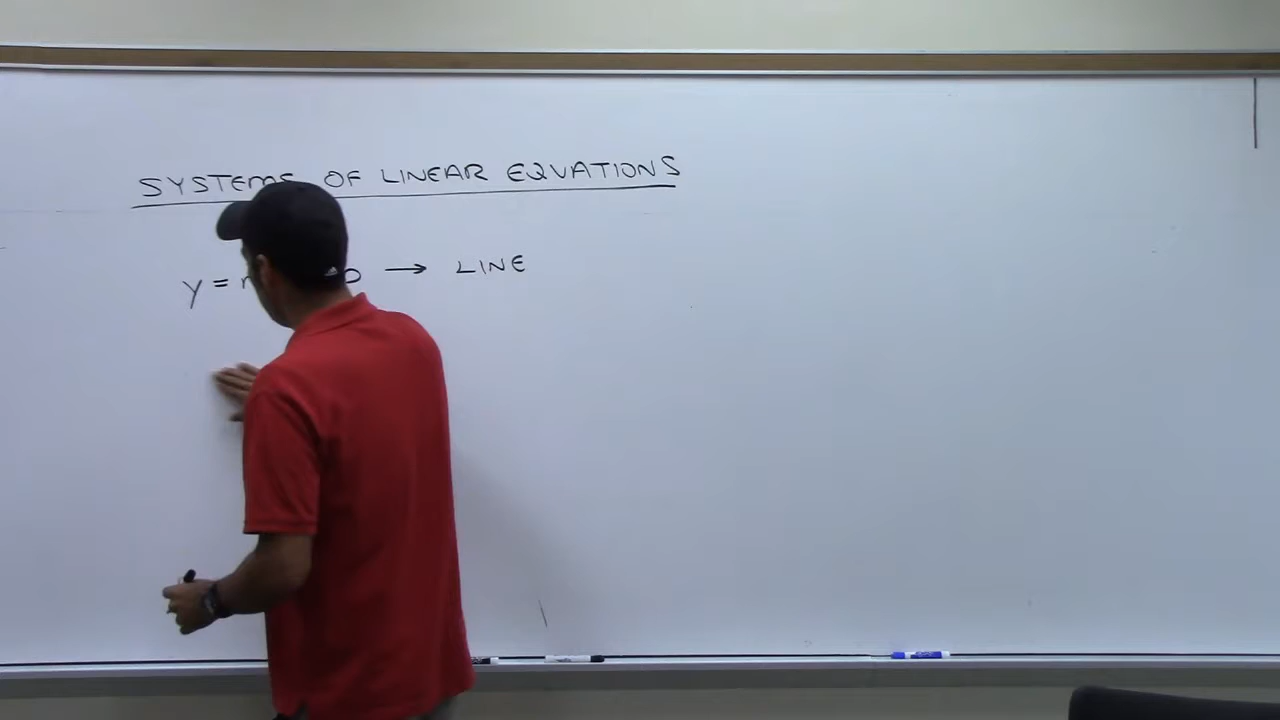 SYSTEMS OF LINEAR EQUATIONS
y = → LINE